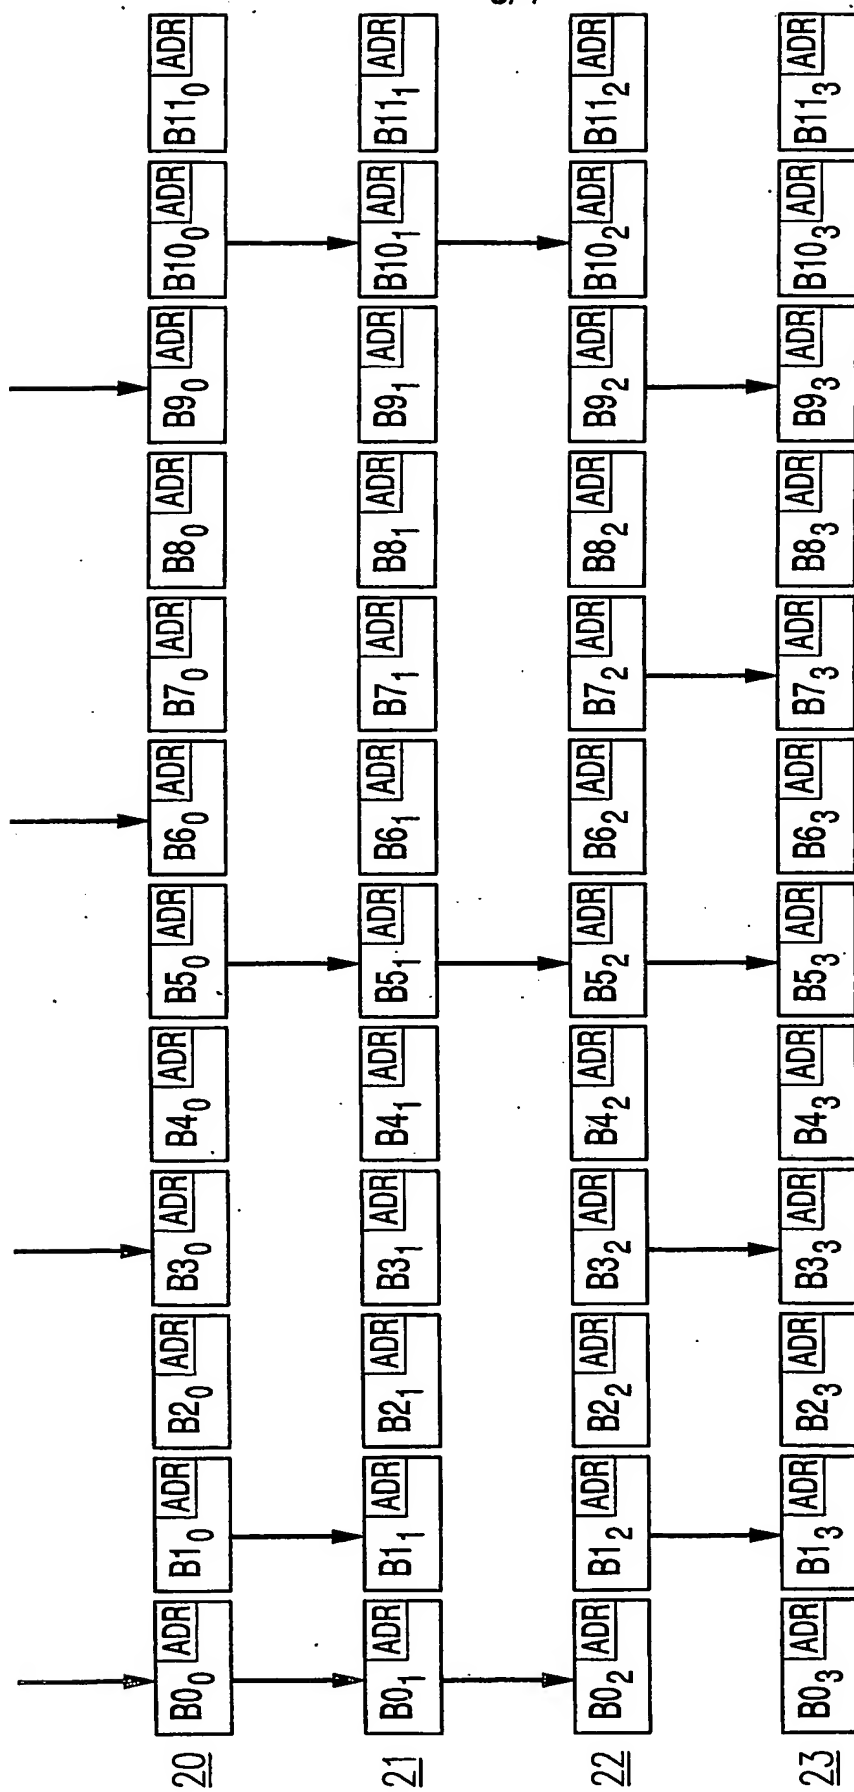 20 B0₀ ADR B1₀ ADR B2₀ ADR B3₀ ADR B4₀ ADR B5₀ ADR B6₀ ADR B7₀ ADR B8₀ ADR B9₀ ADR B10₀ ADR B11₀ ADR
21 B0₁ ADR B1₁ ADR B2₁ ADR B3₁ ADR B4₁ ADR B5₁ ADR B6₁ ADR B7₁ ADR B8₁ ADR B9₁ ADR B10₁ ADR B11₁ ADR
22 B0₂ ADR B1₂ ADR B2₂ ADR B3₂ ADR B4₂ ADR B5₂ ADR B6₂ ADR B7₂ ADR B8₂ ADR B9₂ ADR B10₂ ADR B11₂ ADR
23 B0₃ ADR B1₃ ADR B2₃ ADR B3₃ ADR B4₃ ADR B5₃ ADR B6₃ ADR B7₃ ADR B8₃ ADR B9₃ ADR B10₃ ADR B11₃ ADR